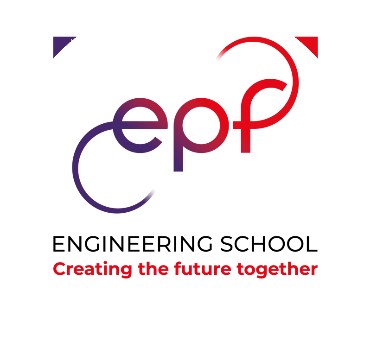 epf
ENGINEERING SCHOOL
Creating the future together